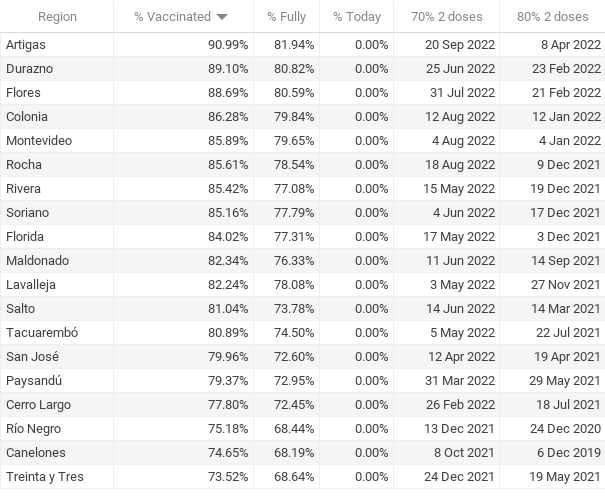 Region % Vaccinated % Fully % Today 70% 2 doses 80% 2 doses
Artigas 90.99% 81.94% 0.00% 20 Sep 2022 8 Apr 2022
Durazno 89.10% 80.82% 0.00% 25 Jun 2022 23 Feb 2022
Flores 88.69% 80.59% 0.00% 31 Jul 2022 21 Feb 2022
Colonia 86.28% 79.84% 0.00% 12 Aug 2022 12 Jan 2022
Montevideo 85.89% 79.65% 0.00% 4 Aug 2022 4 Jan 2022
Rocha 85.61% 78.54% 0.00% 18 Aug 2022 9 Dec 2021
Rivera 85.42% 77.08% 0.00% 15 May 2022 19 Dec 2021
Soriano 85.16% 77.79% 0.00% 4 Jun 2022 17 Dec 2021
Florida 84.02% 77.31% 0.00% 17 May 2022 3 Dec 2021
Maldonado 82.34% 76.33% 0.00% 11 Jun 2022 14 Sep 2021
Lavalleja 82.24% 78.08% 0.00% 3 May 2022 27 Nov 2021
Salto 81.04% 73.78% 0.00% 14 Jun 2022 14 Mar 2021
Tacuarembó 80.89% 74.50% 0.00% 5 May 2022 22 Jul 2021
San José 79.96% 72.60% 0.00% 12 Apr 2022 19 Apr 2021
Paysandú 79.37% 72.95% 0.00% 31 Mar 2022 29 May 2021
Cerro Largo 77.80% 72.45% 0.00% 26 Feb 2022 18 Jul 2021
Río Negro 75.18% 68.44% 0.00% 13 Dec 2021 24 Dec 2020
Canelones 74.65% 68.19% 0.00% 8 Oct 2021 6 Dec 2019
Treinta y Tres 73.52% 68.64% 0.00% 24 Dec 2021 19 May 2021